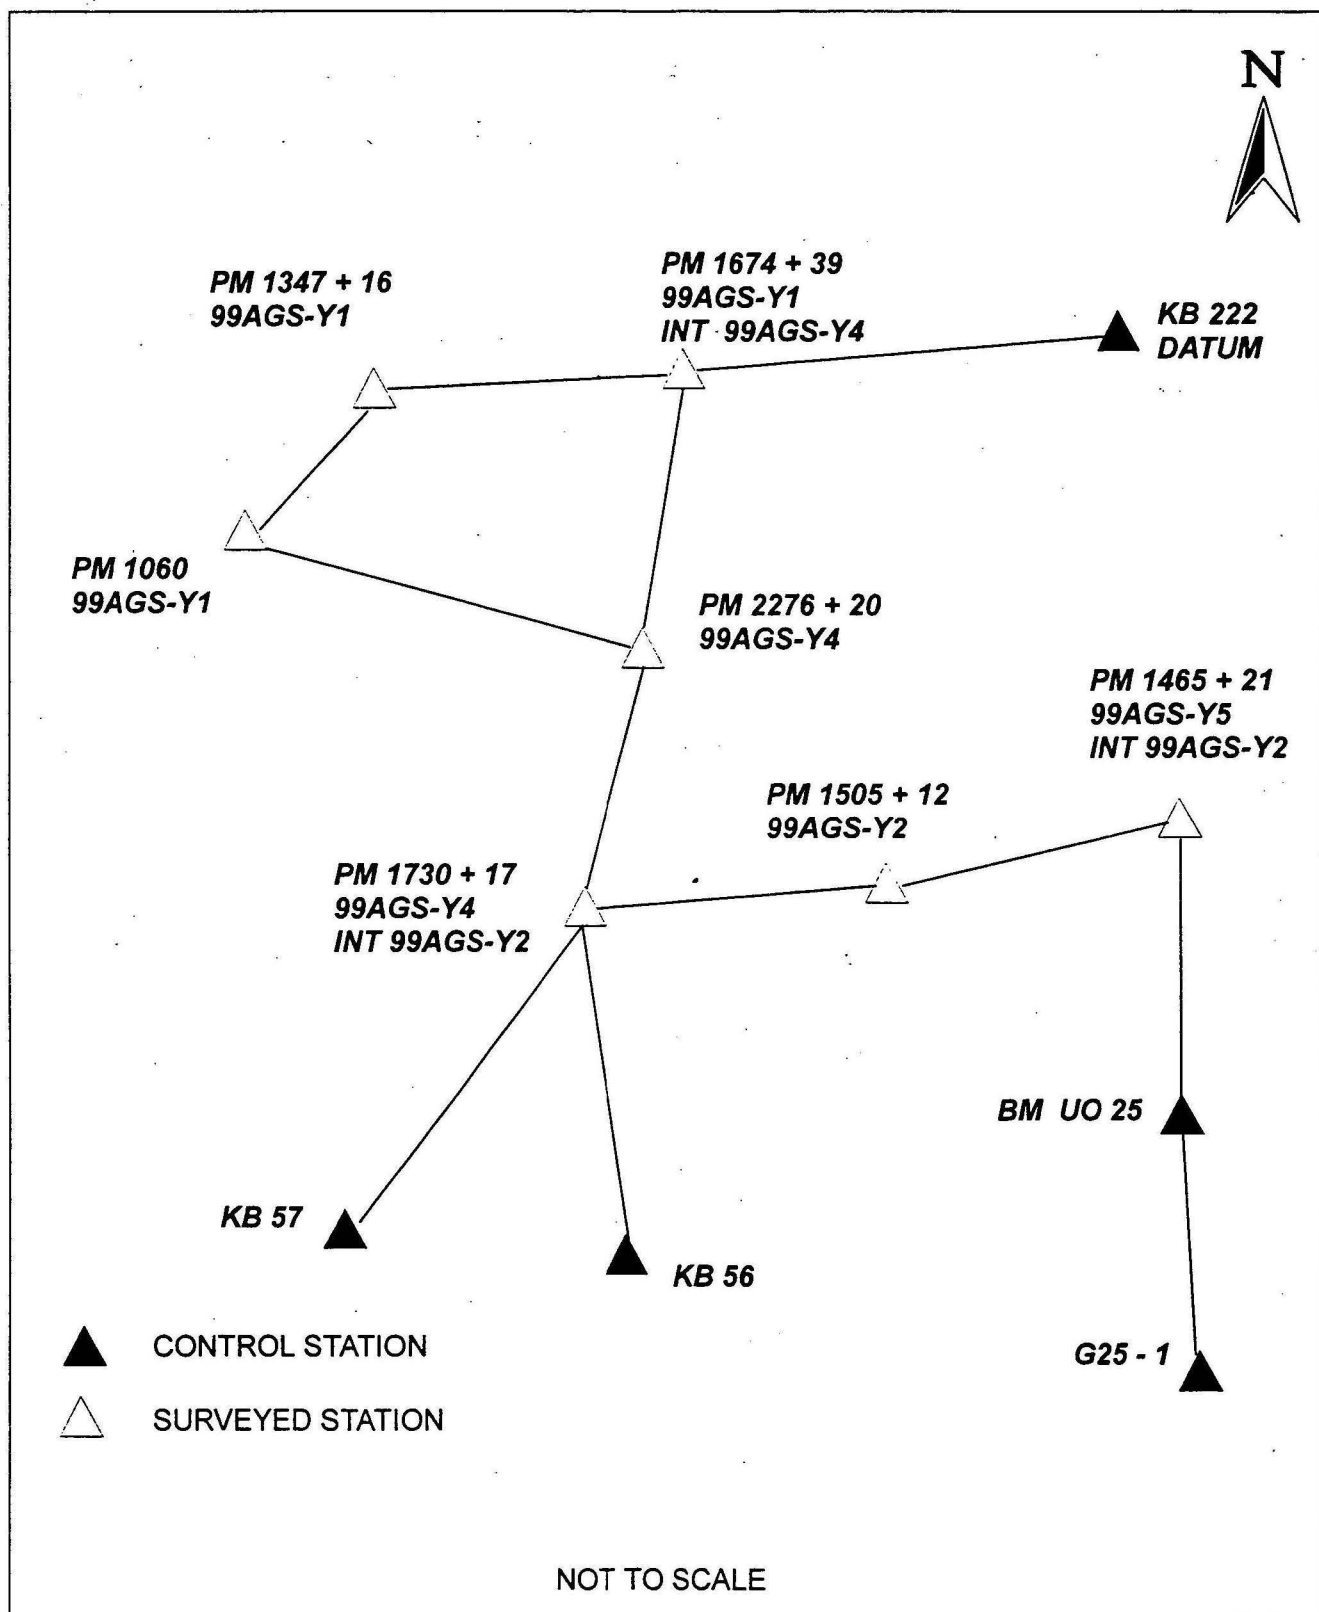 N
PM 1347 + 16
99AGS-Y1
PM 1674 + 39
99AGS-Y1
INT 99AGS-Y4
KB 222
DATUM
PM 1060
99AGS-Y1
PM 2276 + 20
99AGS-Y4
PM 1465 + 21
99AGS-Y5
INT 99AGS-Y2
PM 1505 + 12
99AGS-Y2
PM 1730 + 17
99AGS-Y4
INT 99AGS-Y2
BM UO 25
KB 57
KB 56
G25 - 1
CONTROL STATION
SURVEYED STATION
NOT TO SCALE